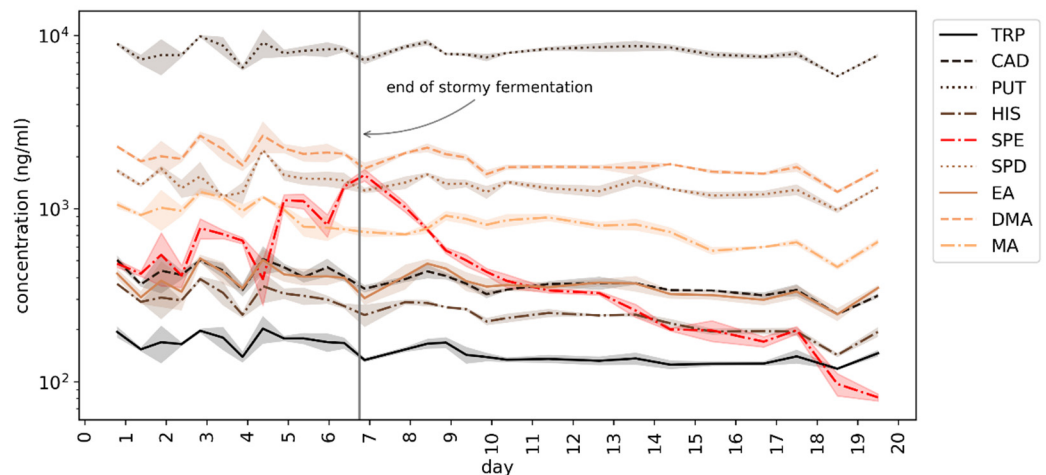 10⁴
10³
10²
concentration (ng/ml)
end of stormy fermentation
0 1 2 3 4 5 6 7 8 9 10 11 12 13 14 15 16 17 18 19 20
day
TRP
CAD
PUT
HIS
SPE
SPD
EA
DMA
MA